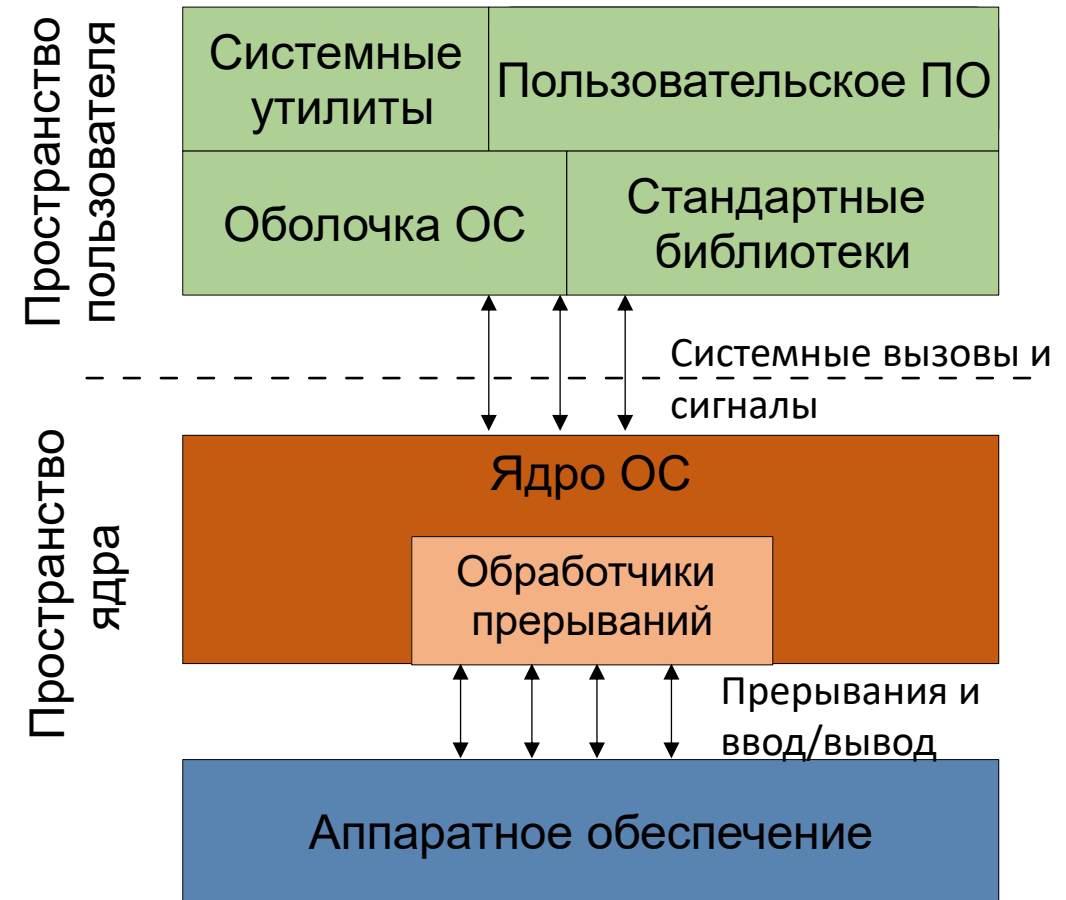 Пространство
пользователя
Системные
утилиты
Пользовательское ПО
Оболочка ОС
Стандартные
библиотеки
Системные вызовы и
сигналы
Пространство
ядра
Ядро ОС
Обработчики
прерываний
Прерывания и
ввод/вывод
Аппаратное обеспечение